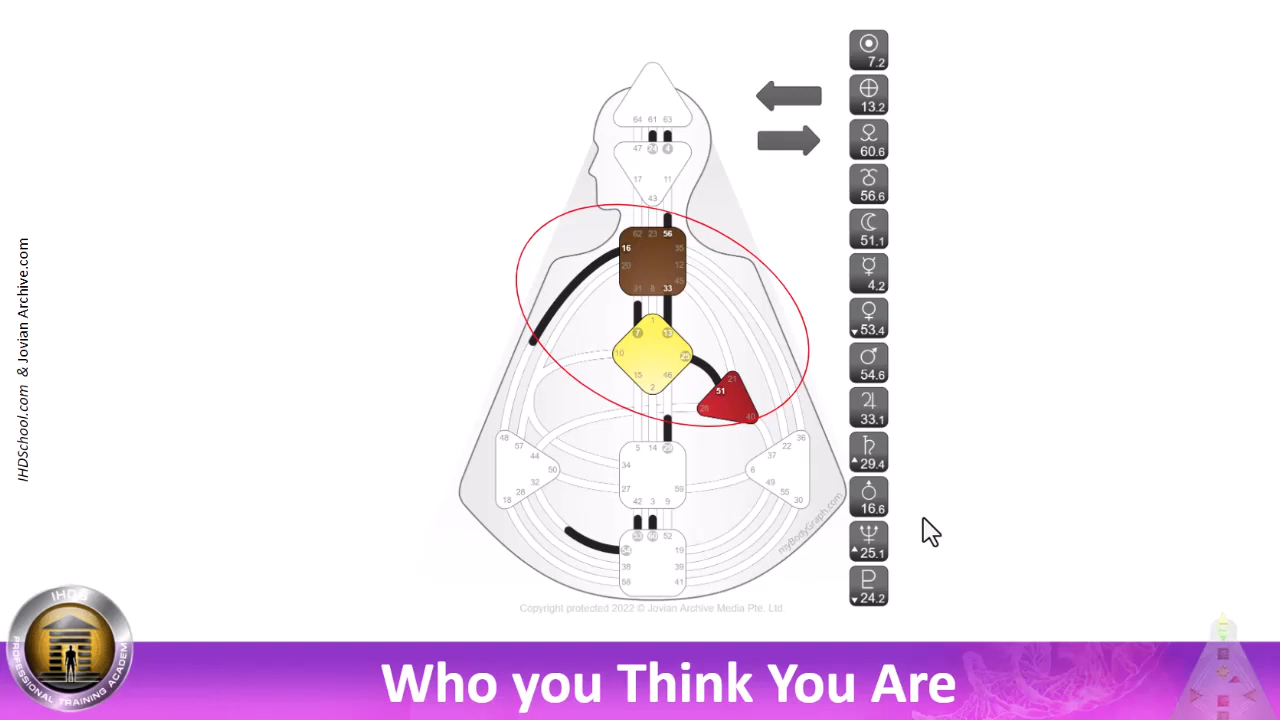 IHDSchool.com & Jovian Archive.com
64 61 63
47 24 4
17 11
43
62 23 56
16 35
20 12
45
31 8 33
1
7 13
10 25
15 46
2
21
51
26 40
48 57 44 50 32 28 18
5 14 29
34
27 59
42 3 9
36 22 37 6 49 55 30
53 60 52
54 19
38 39
58 41
myBodyGraph.com
Copyright protected 2022 © Jovian Archive Media Pte. Ltd.
7.2
13.2
60.6
56.6
51.1
4.2
53.4
54.6
33.1
29.4
16.6
25.1
24.2
IHDS
PROFESSIONAL TRAINING ACADEMY
Who you Think You Are